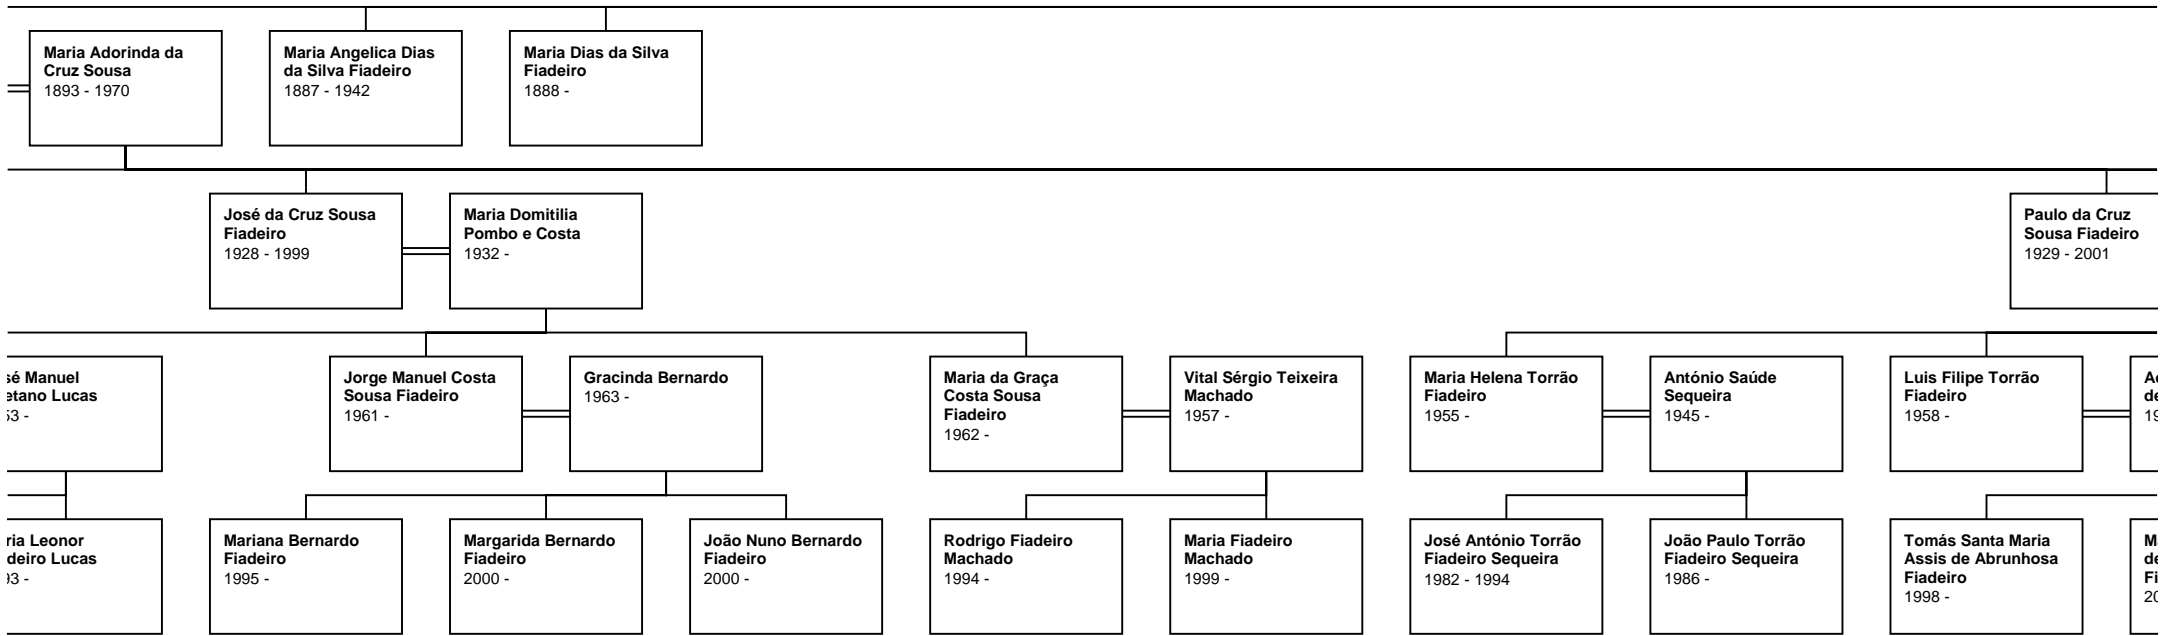 Maria Adorinda da
Cruz Sousa
1893 - 1970
Maria Angelica Dias
da Silva Fiadeiro
1887 - 1942
Maria Dias da Silva
Fiadeiro
1888 -
José da Cruz Sousa
Fiadeiro
1928 - 1999
Maria Domitilia
Pombo e Costa
1932 -
Paulo da Cruz
Sousa Fiadeiro
1929 - 2001
Manuel
Lucas
Jorge Manuel Costa
Sousa Fiadeiro
1961 -
Gracinda Bernardo
1963 -
Maria da Graça
Costa Sousa
Fiadeiro
1962 -
Vital Sérgio Teixeira
Machado
1957 -
Maria Helena Torrão
Fiadeiro
1955 -
António Saúde
Sequeira
1945 -
Luis Filipe Torrão
Fiadeiro
1958 -
Leonor
Lucas
Mariana Bernardo
Fiadeiro
1995 -
Margarida Bernardo
Fiadeiro
2000 -
João Nuno Bernardo
Fiadeiro
2000 -
Rodrigo Fiadeiro
Machado
1994 -
Maria Fiadeiro
Machado
1999 -
José António Torrão
Fiadeiro Sequeira
1982 - 1994
João Paulo Torrão
Fiadeiro Sequeira
1986 -
Tomás Santa Maria
Assis de Abrunhosa
Fiadeiro
1998 -